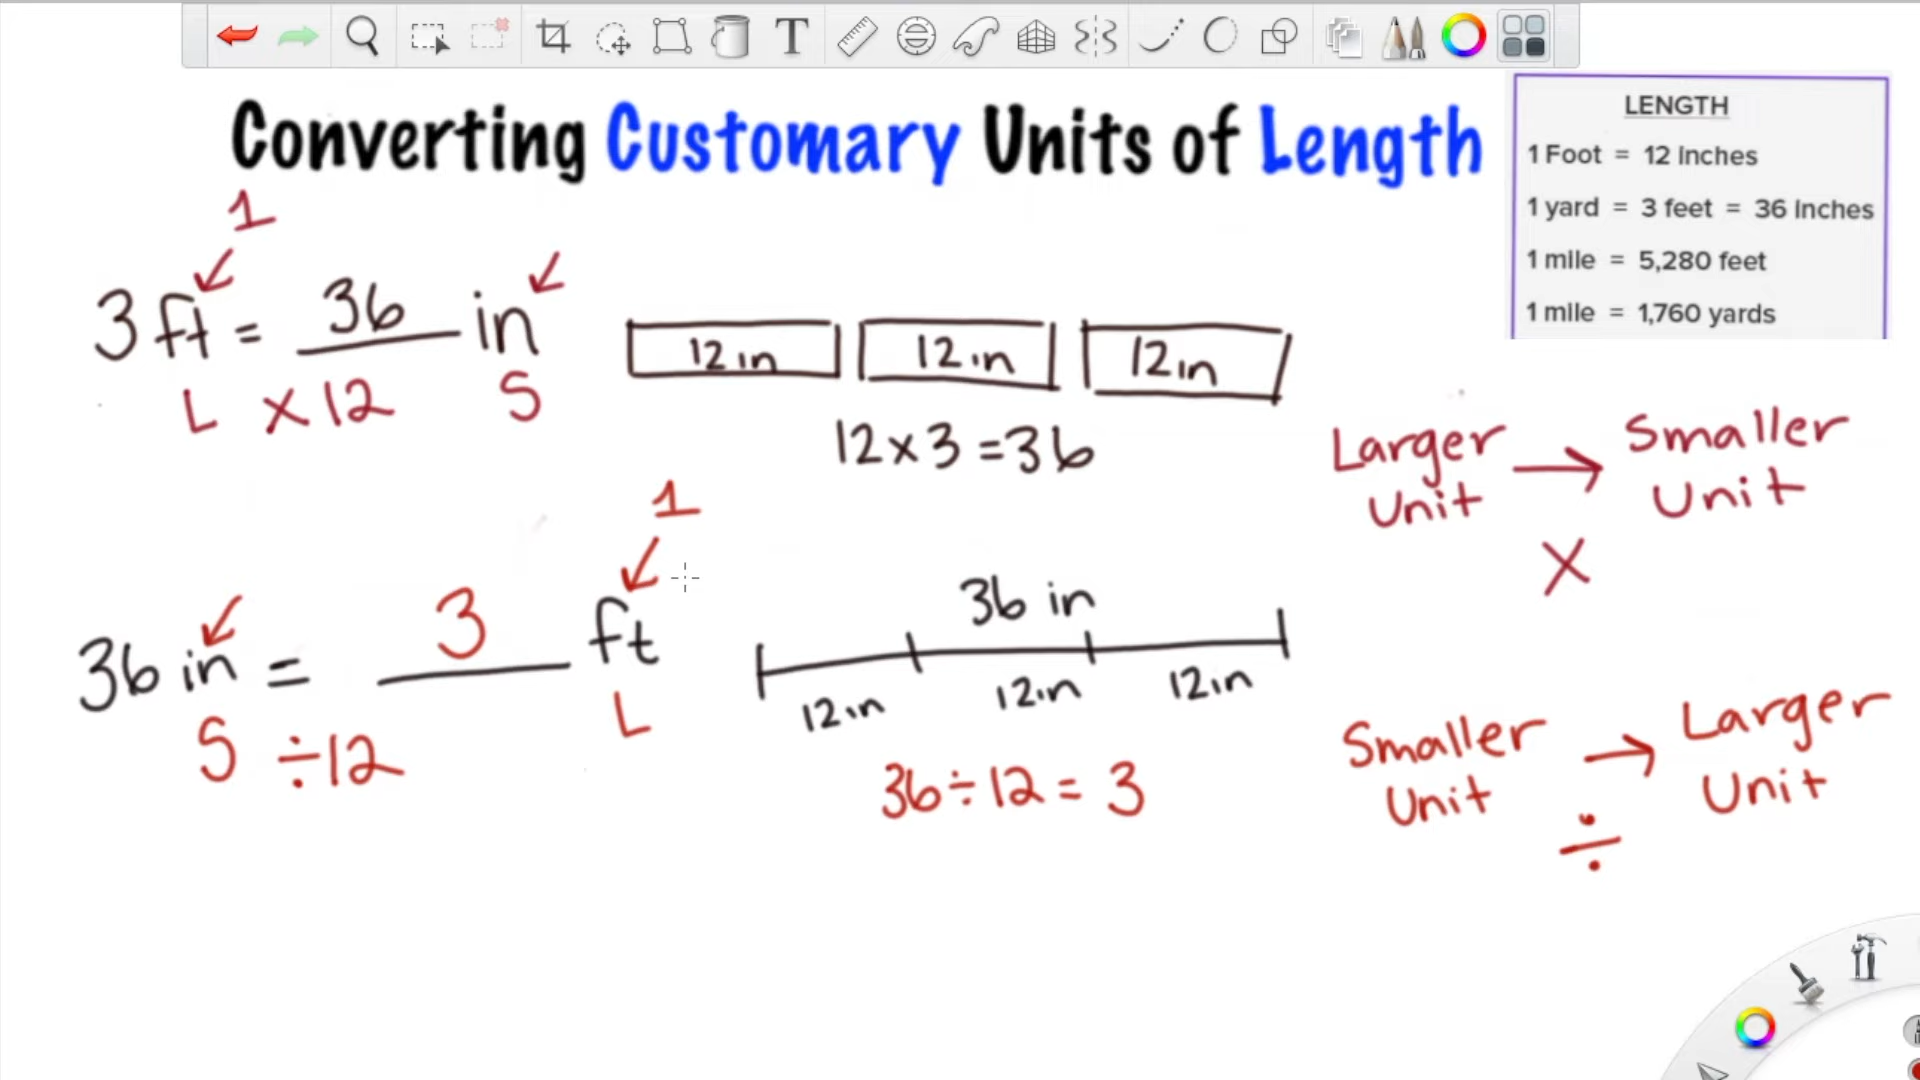 Converting Customary Units of Length
LENGTH
1 Foot = 12 Inches
1 yard = 3 feet = 36 Inches
1 mile = 5,280 feet
1 mile = 1,760 yards
1
3 ft = 36 in
L x 12 S
12 in 12 in 12 in
12 x 3 = 36
Larger Unit → Smaller Unit
X
1
36 in = 3 ft
S ÷ 12 L
36 in
12 in 12 in 12 in
36 ÷ 12 = 3
Smaller Unit → Larger Unit
÷